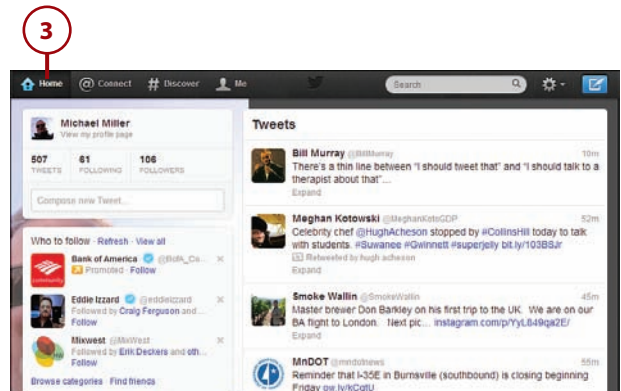 3
Home @ Connect # Discover Me Search
Michael Miller
View my profile page
507 61 106
TWEETS FOLLOWING FOLLOWERS
Compose new Tweet...
Who to follow · Refresh · View all
Bank of America @BofA_Co...
Promoted · Follow
Eddie Izzard @eddieizzard
Followed by Craig Ferguson and...
Follow
Mixwest @MixWest
Followed by Erik Deckers and oth...
Follow
Browse categories · Find friends
Tweets
Bill Murray @BillMurray 10m
There's a thin line between "I should tweet that" and "I should talk to a
therapist about that"...
Expand
Meghan Kotowski @MeghanKotoGDP 52m
Celebrity chef @HughAcheson stopped by #CollinsHill today to talk
with students. #Suwanee #Gwinnett #superjelly bit.ly/103BSJr
Retweeted by hugh acheson
Expand
Smoke Wallin @SmokeWallin 45m
Master brewer Don Barkley on his first trip to the UK. We are on our
BA flight to London. Next pic... instagram.com/p/YyL849qa2E/
Expand
MnDOT @mndotnews 55m
Reminder that I-35E in Burnsville (southbound) is closing beginning
Friday ow.ly/kCgtU